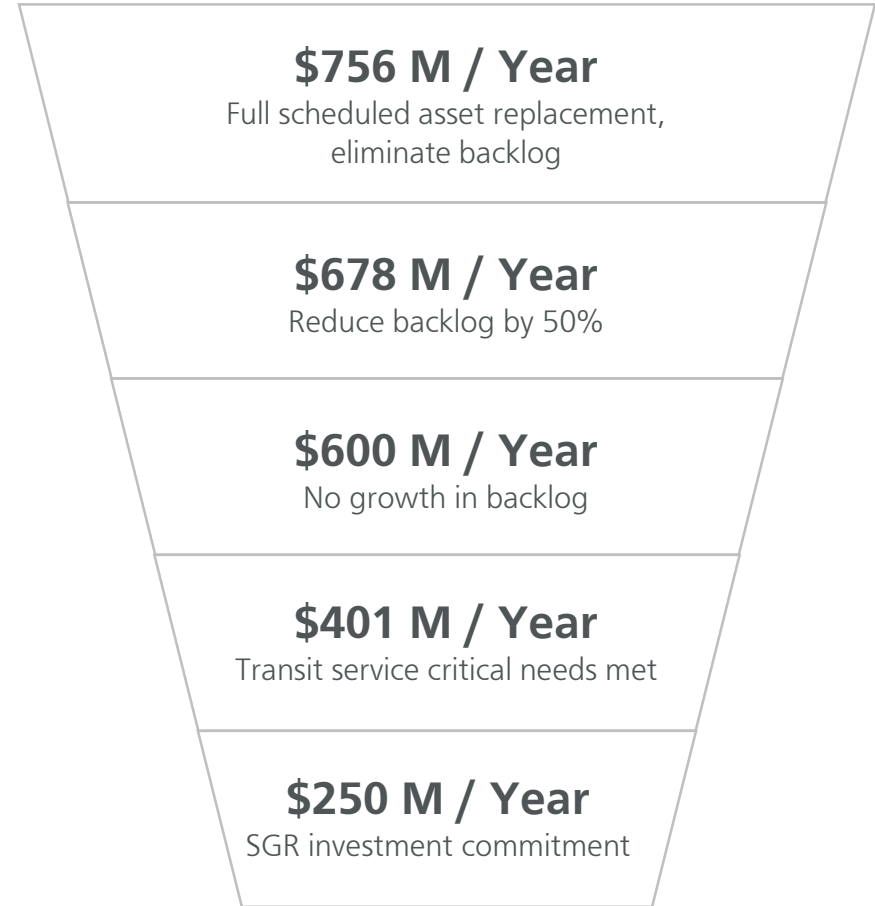 $756 M / Year
Full scheduled asset replacement,
eliminate backlog
$678 M / Year
Reduce backlog by 50%
$600 M / Year
No growth in backlog
$401 M / Year
Transit service critical needs met
$250 M / Year
SGR investment commitment